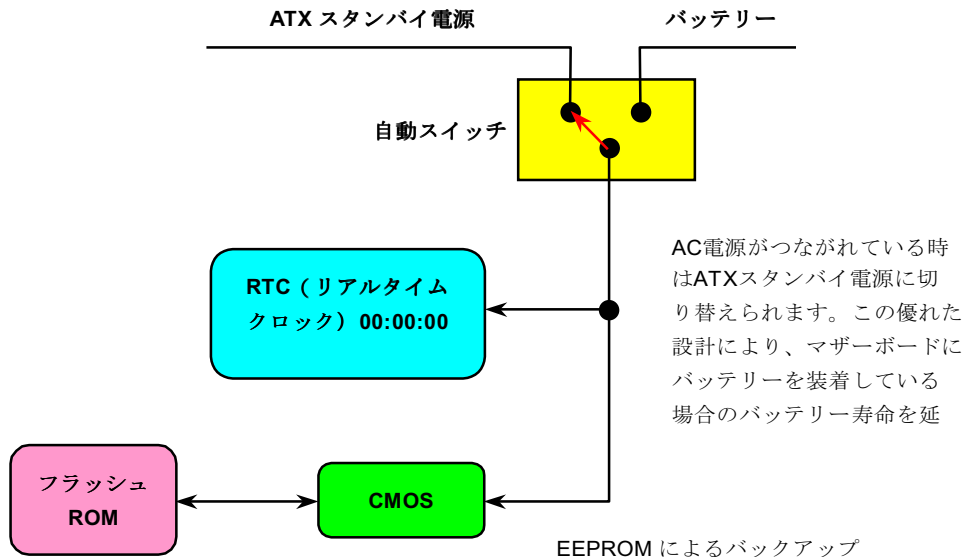 ATX スタンバイ電源
バッテリー
自動スイッチ
RTC（リアルタイム
クロック）00:00:00
AC電源がつながれている時
はATXスタンバイ電源に切
り替えられます。この優れた
設計により、マザーボードに
バッテリーを装着している
場合のバッテリー寿命を延
フラッシュ
ROM
CMOS
EEPROM によるバックアップ